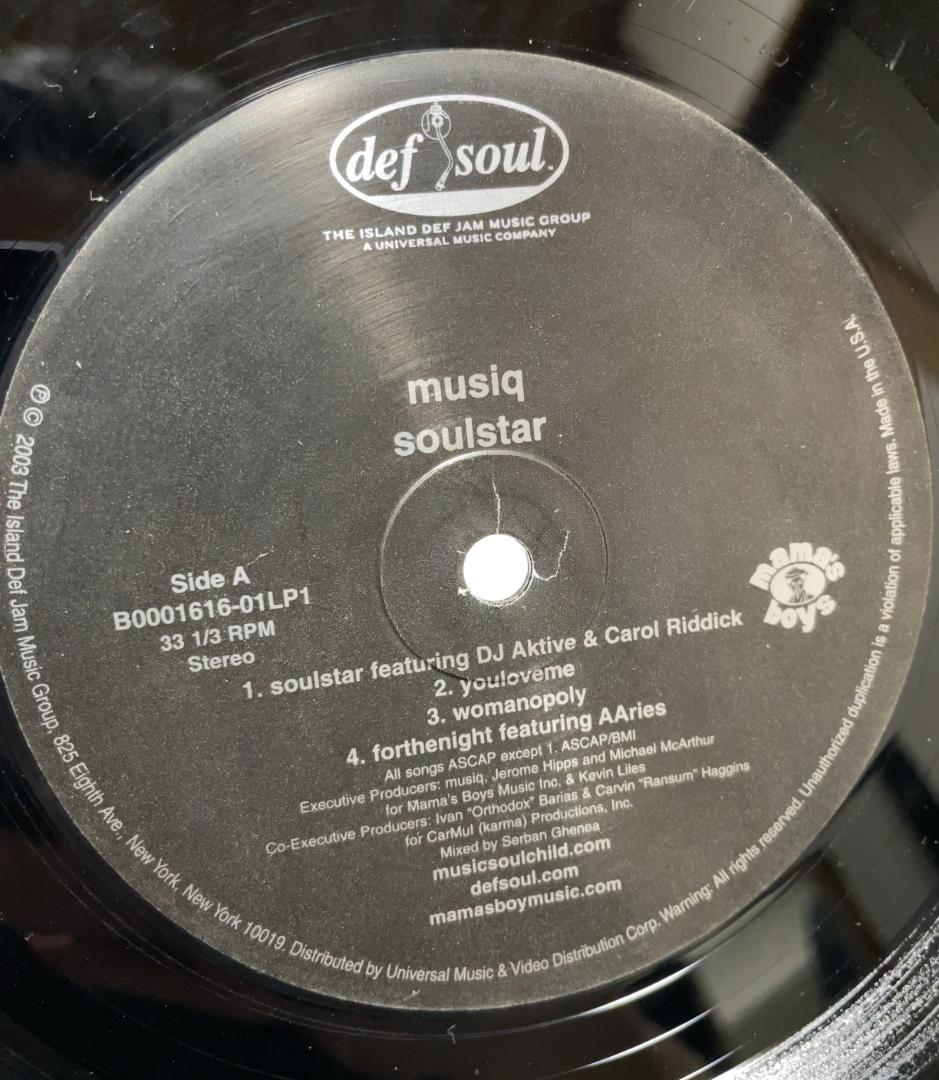 def soul.
THE ISLAND DEF JAM MUSIC GROUP
A UNIVERSAL MUSIC COMPANY
musiq
soulstar
Side A
B0001616-01LP1
33 1/3 RPM
Stereo
mama's
boys
1. soulstar featuring DJ Aktive & Carol Riddick
2. youloveme
3. womanopoly
4. forthenight featuring AAries
All songs ASCAP except 1. ASCAP/BMI
Executive Producers: musiq, Jerome Hipps and Michael McArthur
for Mama's Boys Music Inc. & Kevin Liles
Co-Executive Producers: Ivan "Orthodox" Barias & Carvin "Ransum" Haggins
for CarMul (karma) Productions, Inc.
Mixed by Serban Ghenea
musicsoulchild.com
defsoul.com
mamasboymusic.com
℗ © 2003 The Island Def Jam Music Group, 825 Eighth Ave., New York, New York 10019. Distributed by Universal Music & Video Distribution Corp. Warning: All rights reserved. Unauthorized duplication is a violation of applicable laws. Made in the U.S.A.